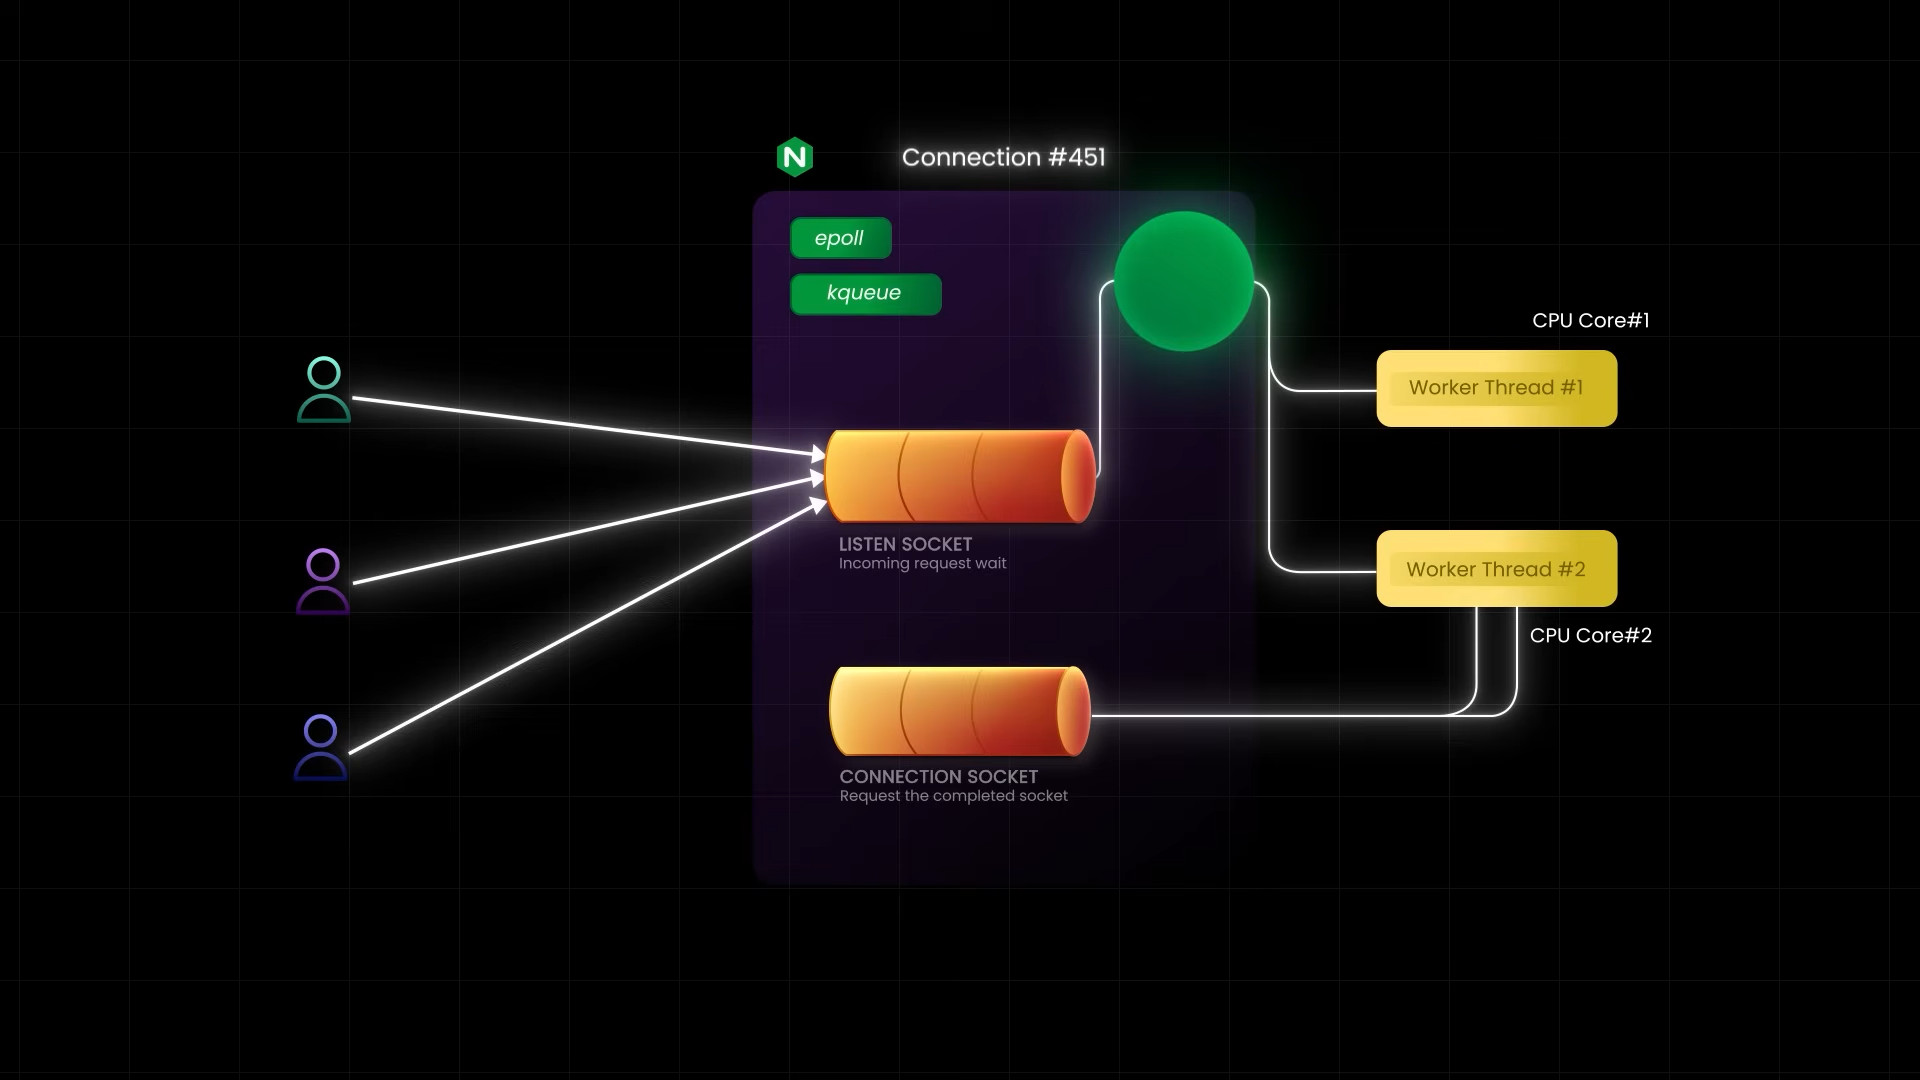 N
Connection #451
epoll
kqueue
CPU Core#1
Worker Thread #1
LISTEN SOCKET
Incoming request wait
Worker Thread #2
CPU Core#2
CONNECTION SOCKET
Request the completed socket